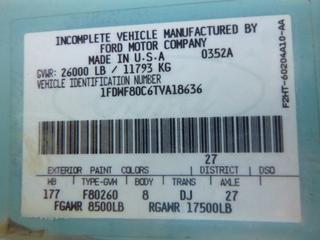 INCOMPLETE VEHICLE MANUFACTURED BY
FORD MOTOR COMPANY
MADE IN U.S.A 0352A
GVWR: 26000 LB / 11793 KG
VEHICLE IDENTIFICATION NUMBER
1FDWF80C6TVA18636
F2HT-60204A10-AA
27
EXTERIOR PAINT COLORS DISTRICT DSO
WB TYPE-GVW BODY TRANS AXLE
177 F80260 8 DJ 27
FGAWR 8500LB RGAWR 17500LB